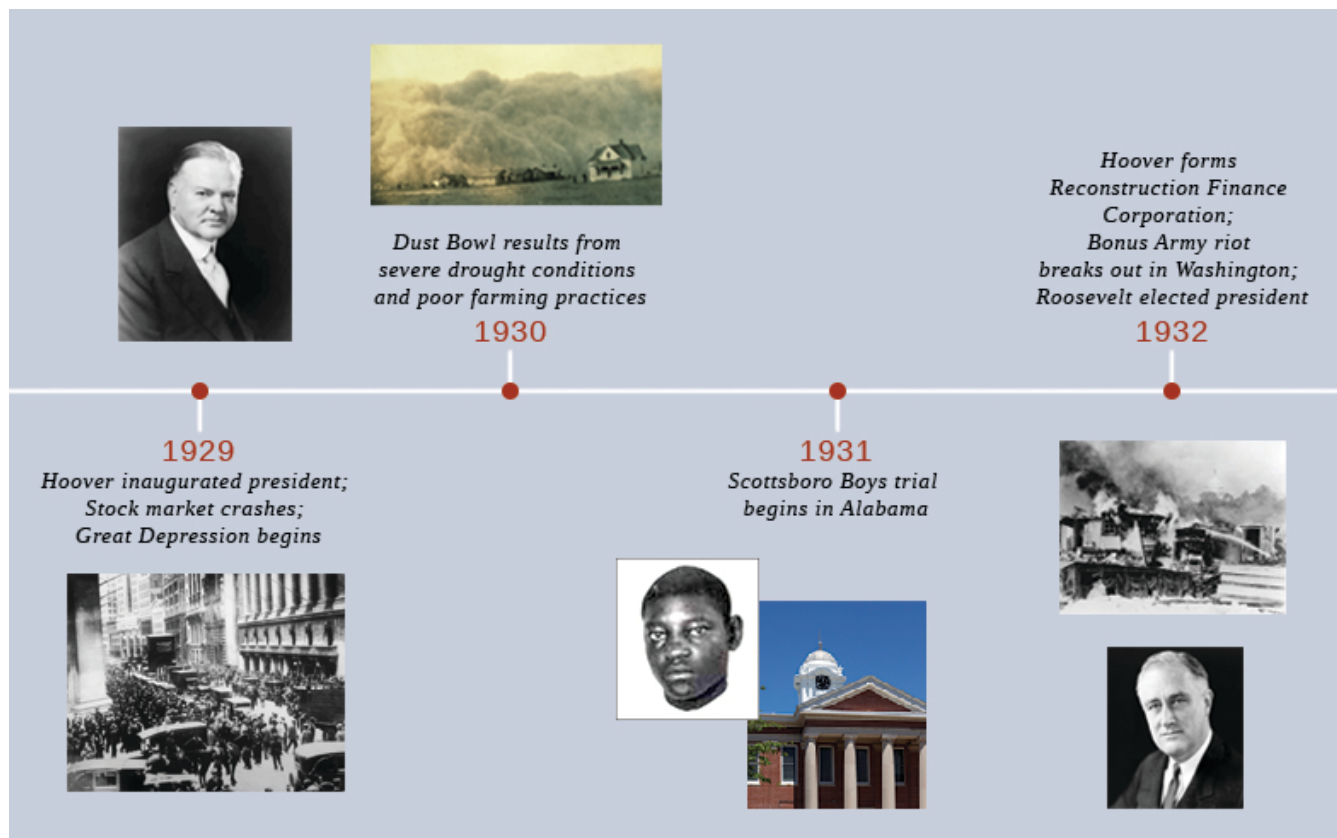 1929
Hoover inaugurated president;
Stock market crashes;
Great Depression begins
Dust Bowl results from
severe drought conditions
and poor farming practices
1930
1931
Scottsboro Boys trial
begins in Alabama
Hoover forms
Reconstruction Finance
Corporation;
Bonus Army riot
breaks out in Washington;
Roosevelt elected president
1932